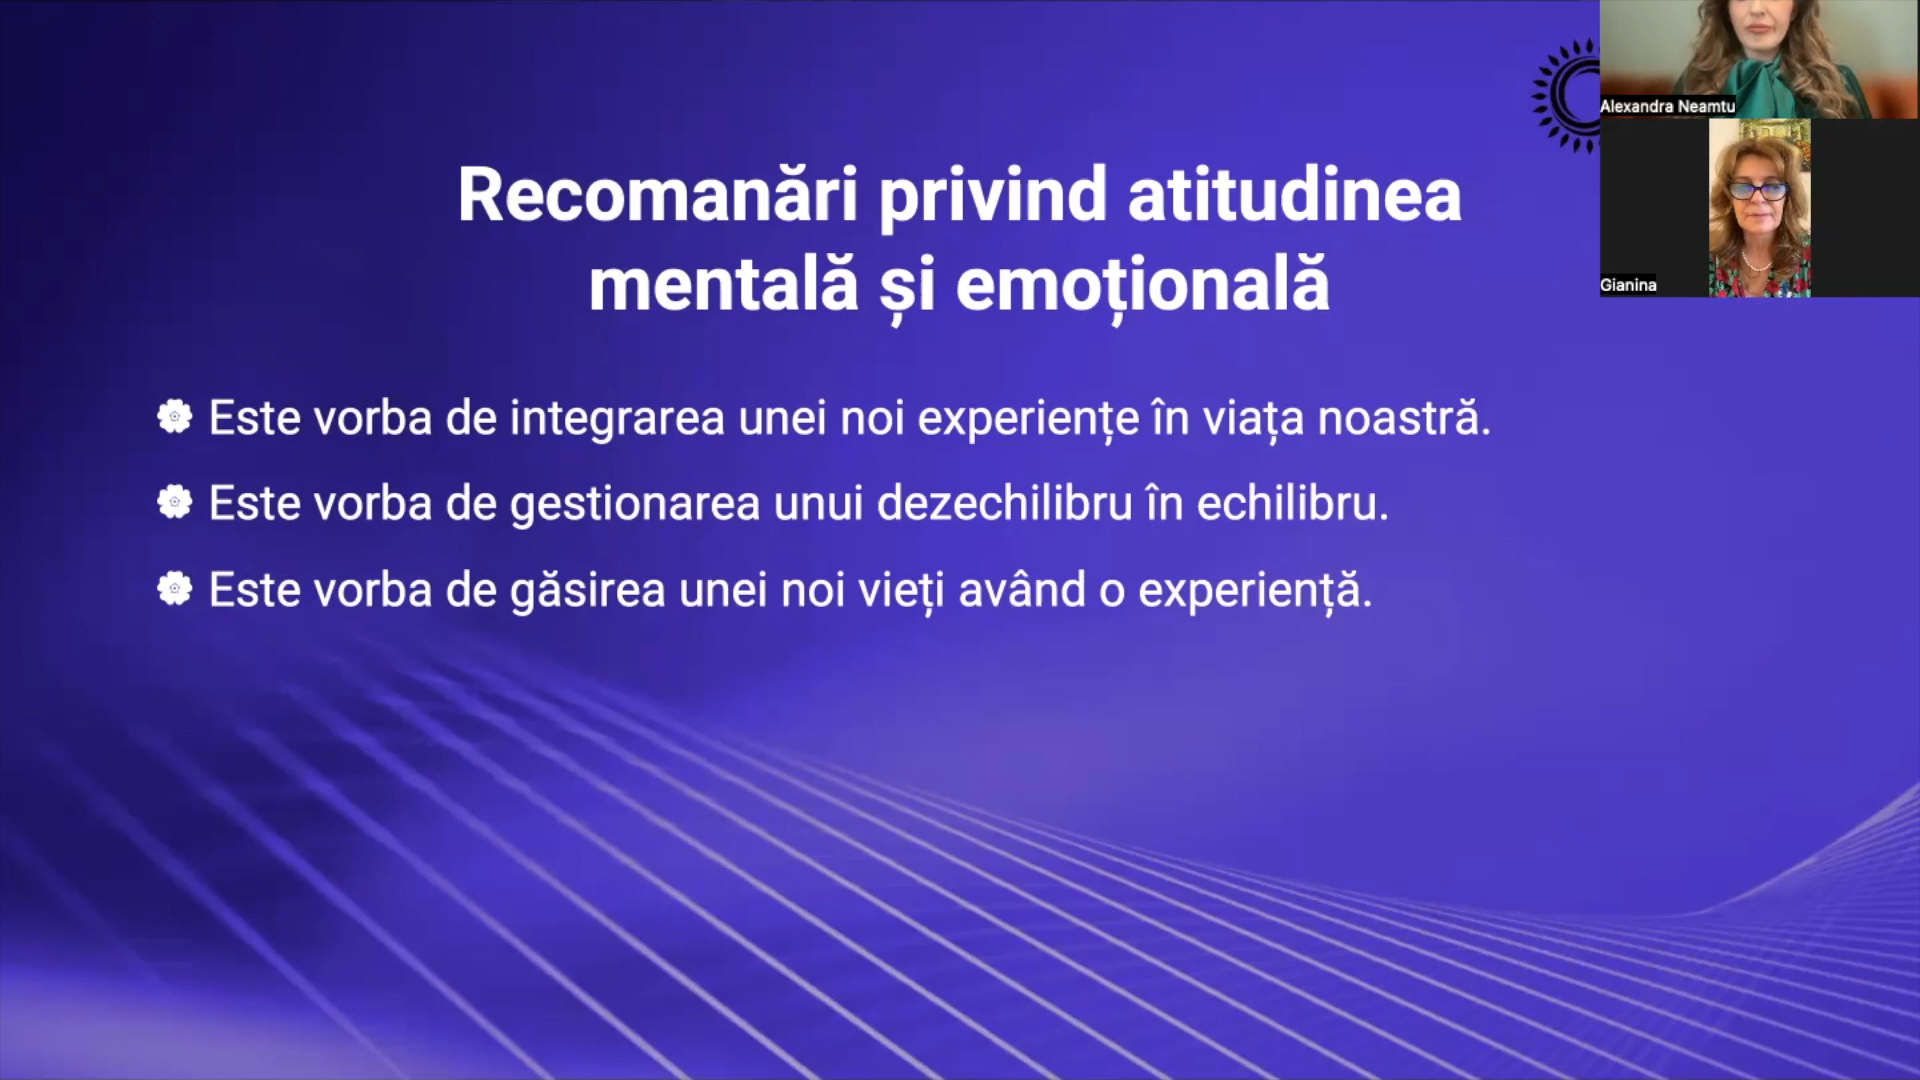 Recomanări privind atitudinea
mentală și emoțională
Este vorba de integrarea unei noi experiențe în viața noastră.
Este vorba de gestionarea unui dezechilibru în echilibru.
Este vorba de găsirea unei noi vieți având o experiență.
Alexandra Neamtu
Gianina